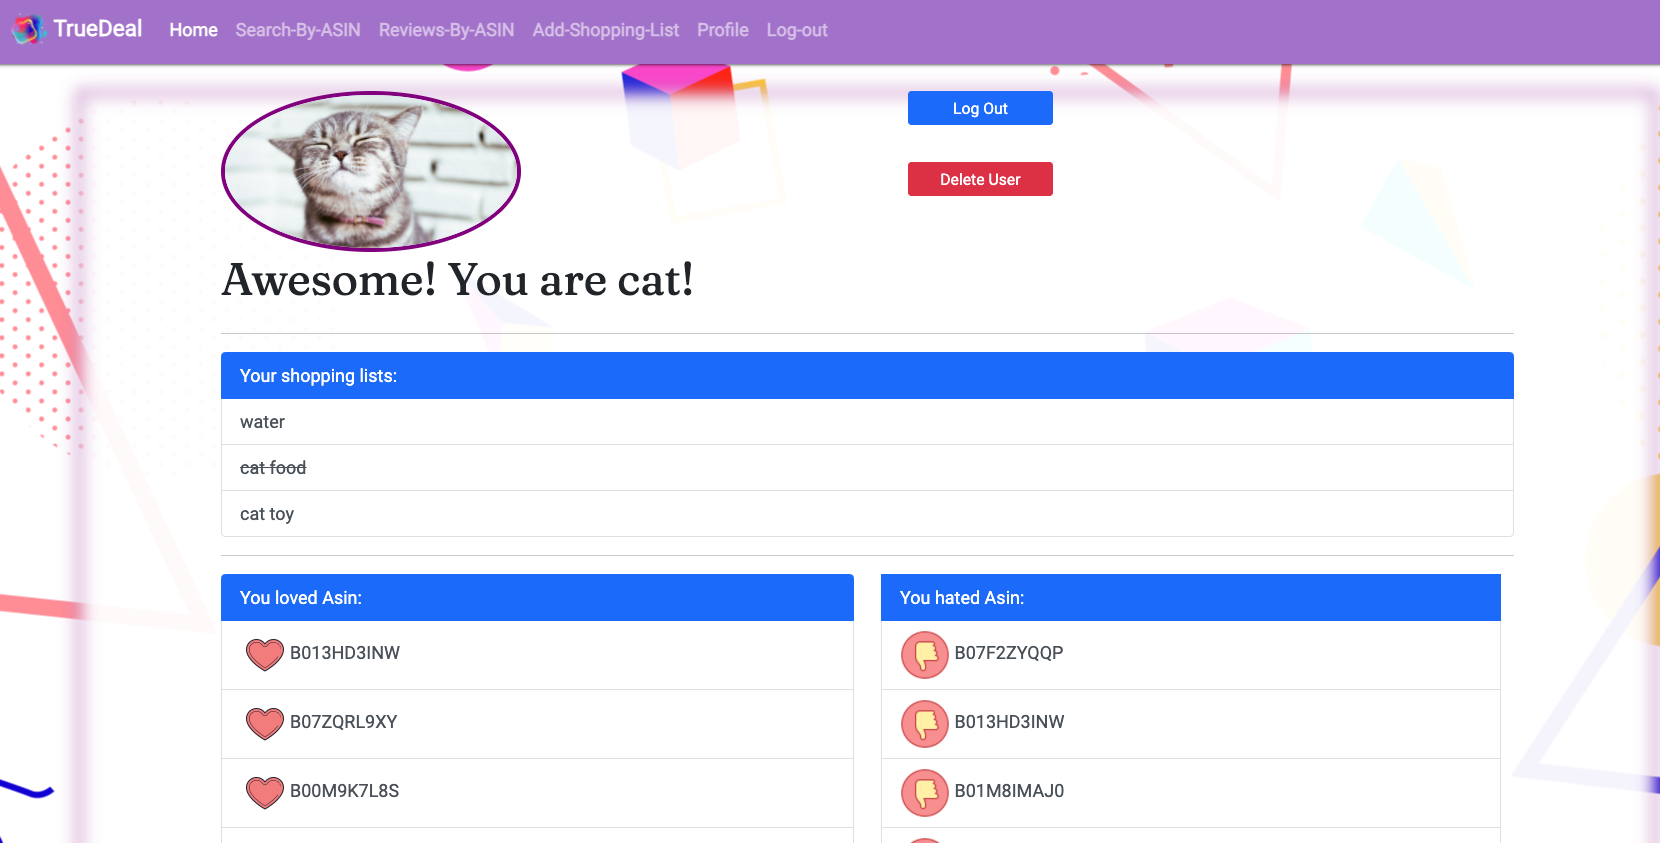 TrueDeal Home Search-By-ASIN Reviews-By-ASIN Add-Shopping-List Profile Log-out
Log Out
Delete User
Awesome! You are cat!
Your shopping lists:
water
cat food
cat toy
You loved Asin:
B013HD3INW
B07ZQRL9XY
B00M9K7L8S
You hated Asin:
B07F2ZYQQP
B013HD3INW
B01M8IMAJ0